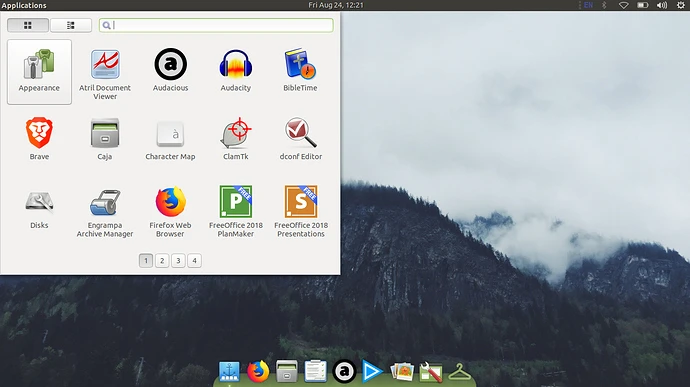 Applications
Fri Aug 24, 12:21
EN
Appearance
Atril Document
Viewer
Audacious
Audacity
BibleTime
Brave
Caja
Character Map
ClamTk
dconf Editor
Disks
Engrampa
Archive Manager
Firefox Web
Browser
FreeOffice 2018
PlanMaker
FreeOffice 2018
Presentations
a
à
P
FREE
S
FREE
1 2 3 4
a